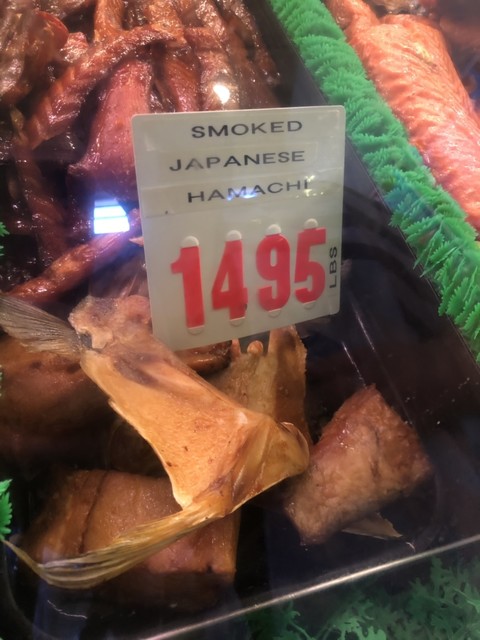 SMOKED
JAPANESE
HAMACHI
1495
LBS